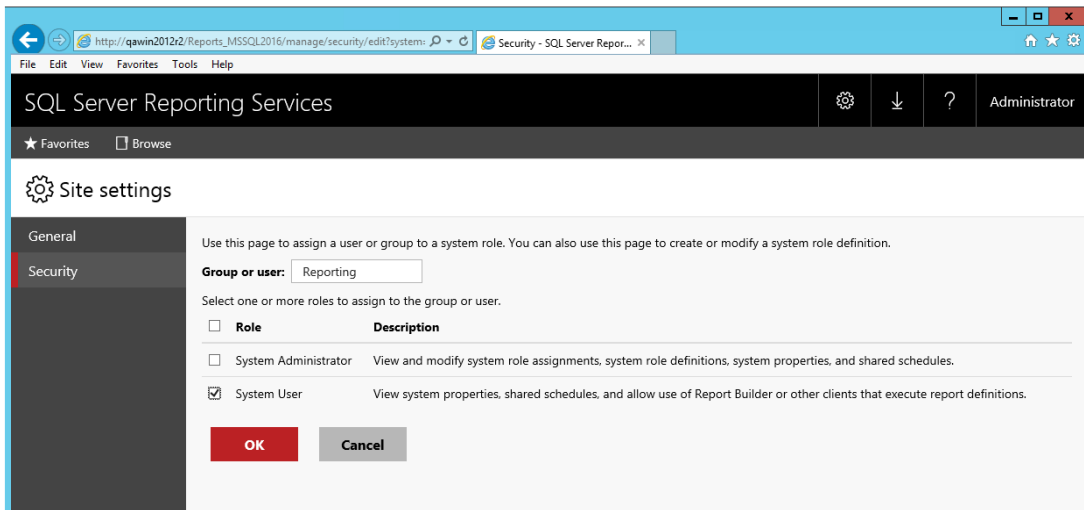 http://qawin2012r2/Reports_MSSQL2016/manage/security/edit?system:
Security - SQL Server Repor...
File Edit View Favorites Tools Help
SQL Server Reporting Services
? Administrator
Favorites Browse
Site settings
General
Security
Use this page to assign a user or group to a system role. You can also use this page to create or modify a system role definition.
Group or user: Reporting
Select one or more roles to assign to the group or user.
Role Description
System Administrator View and modify system role assignments, system role definitions, system properties, and shared schedules.
System User View system properties, shared schedules, and allow use of Report Builder or other clients that execute report definitions.
OK Cancel